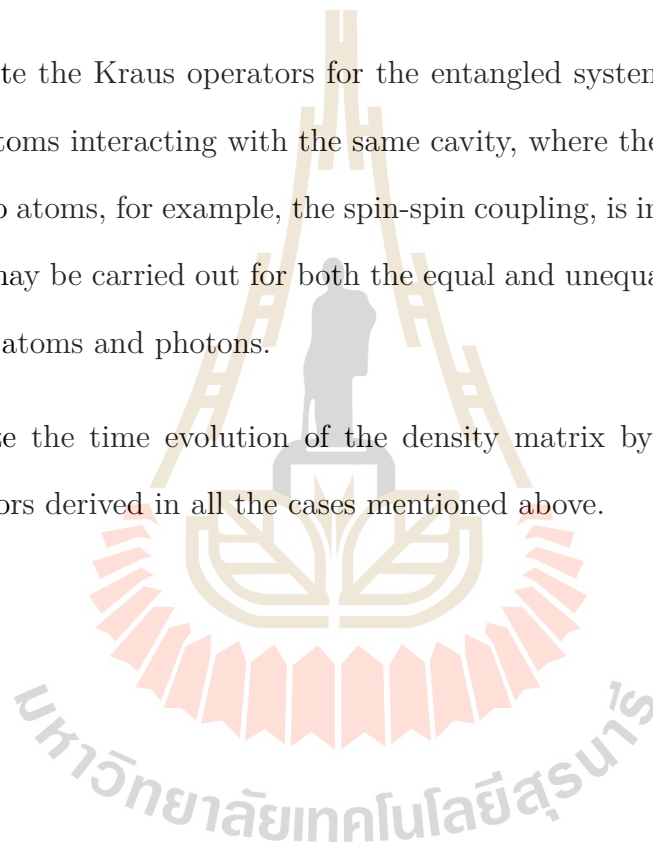 te the Kraus operators for the entangled system
toms interacting with the same cavity, where the
o atoms, for example, the spin-spin coupling, is in
may be carried out for both the equal and unequa
atoms and photons.
ze the time evolution of the density matrix by
ors derived in all the cases mentioned above.
มหาวิทยาลัยเทคโนโลยีสุรนารี